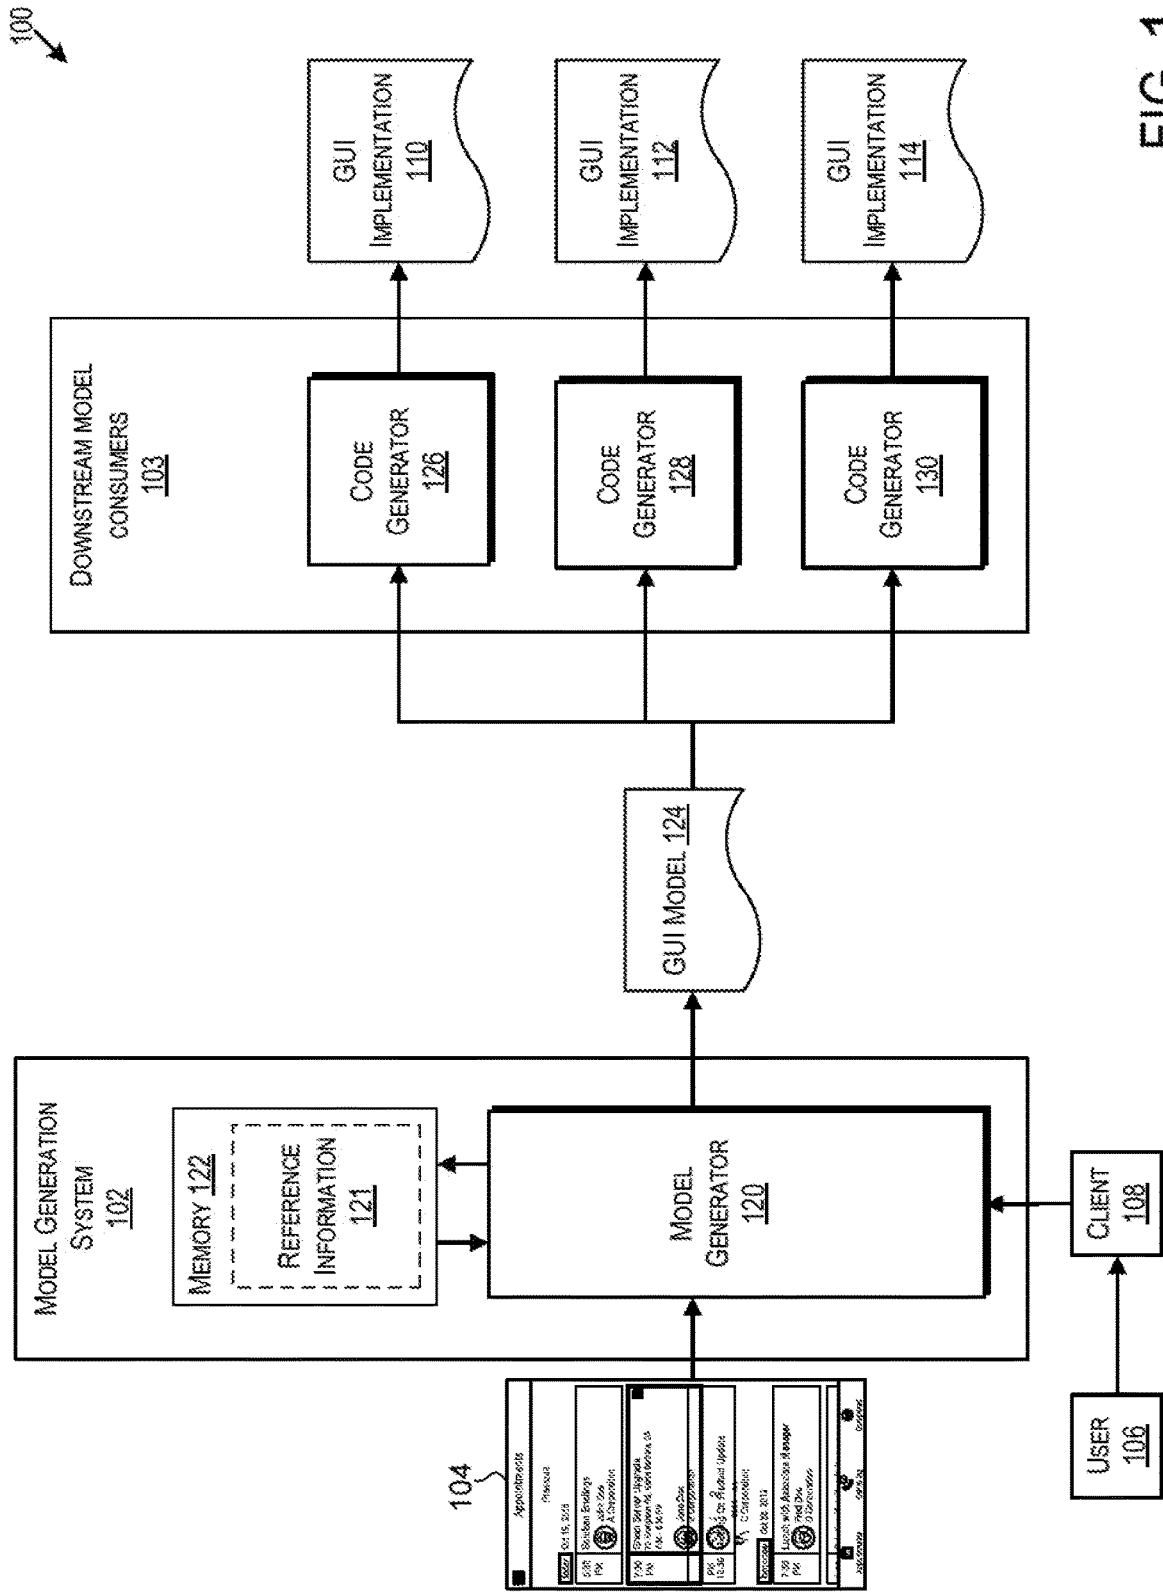 100
MODEL GENERATION
SYSTEM
102
MEMORY 122
REFERENCE
INFORMATION
121
MODEL
GENERATOR
120
104
Appointments
USER
106
CLIENT
108
GUI MODEL 124
DOWNSTREAM MODEL
CONSUMERS
103
CODE
GENERATOR
126
CODE
GENERATOR
128
CODE
GENERATOR
130
GUI
IMPLEMENTATION
110
GUI
IMPLEMENTATION
112
GUI
IMPLEMENTATION
114
FIG. 1